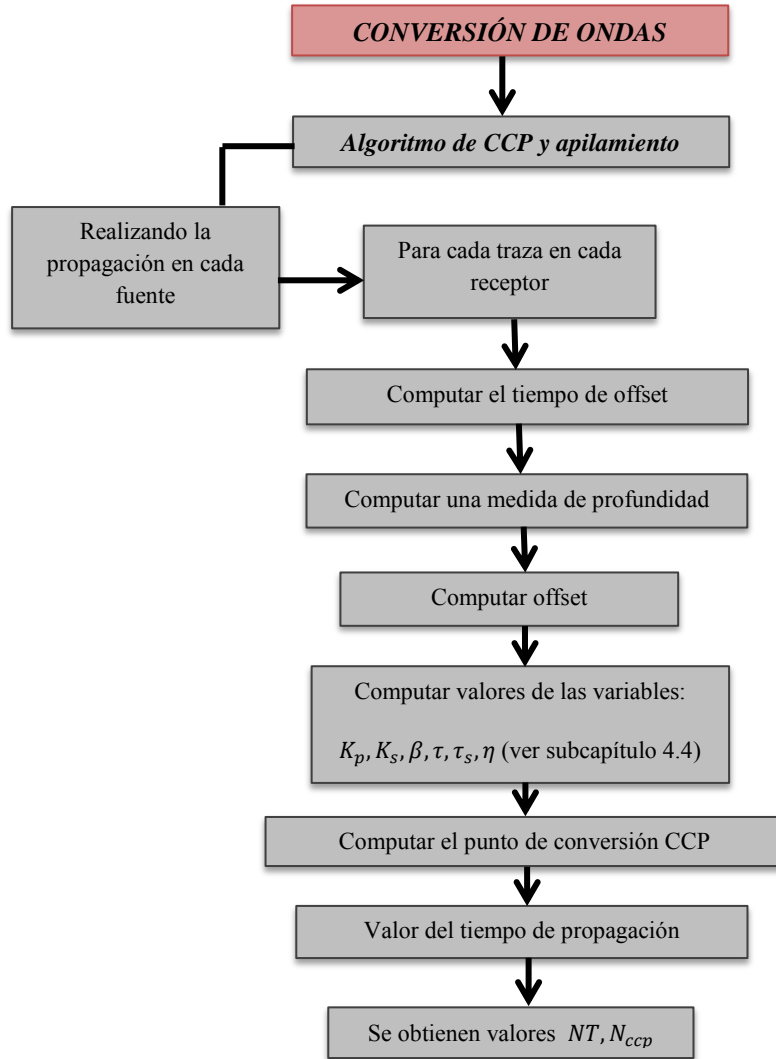 CONVERSIÓN DE ONDAS
Algoritmo de CCP y apilamiento
Realizando la
propagación en cada
fuente
Para cada traza en cada
receptor
Computar el tiempo de offset
Computar una medida de profundidad
Computar offset
Computar valores de las variables:
K_p, K_s, β, τ, τ_s, η (ver subcapítulo 4.4)
Computar el punto de conversión CCP
Valor del tiempo de propagación
Se obtienen valores NT, N_ccp